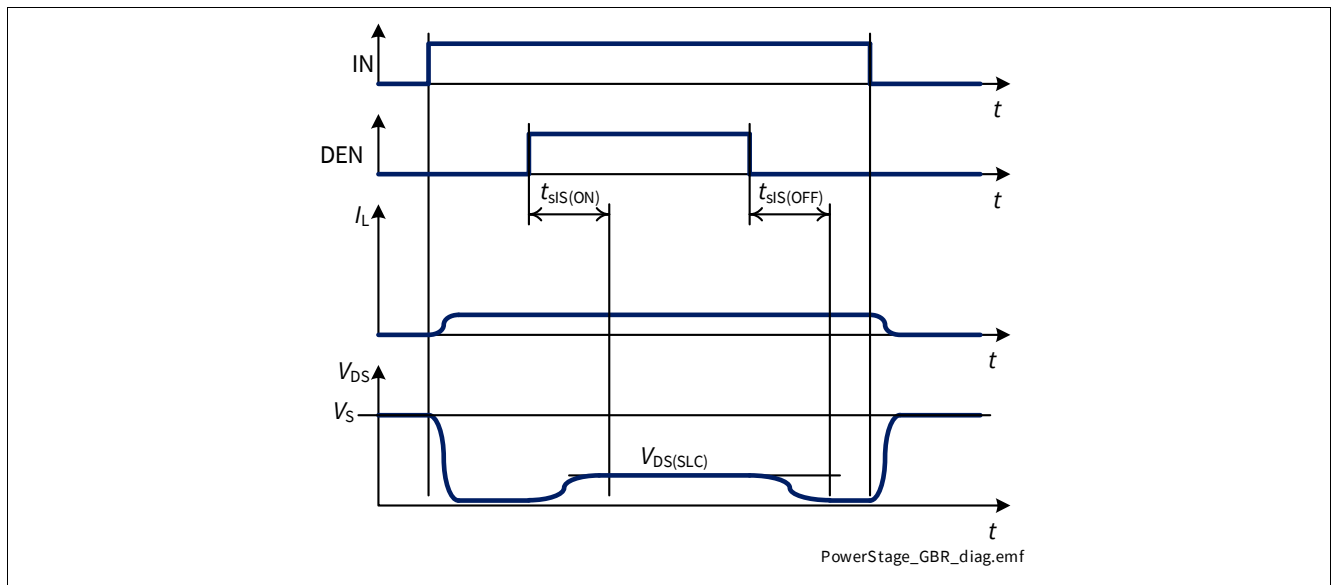 IN
t
DEN
t
tsIS(ON)
tsIS(OFF)
IL
t
VDS
VS
VDS(SLC)
t
PowerStage_GBR_diag.emf